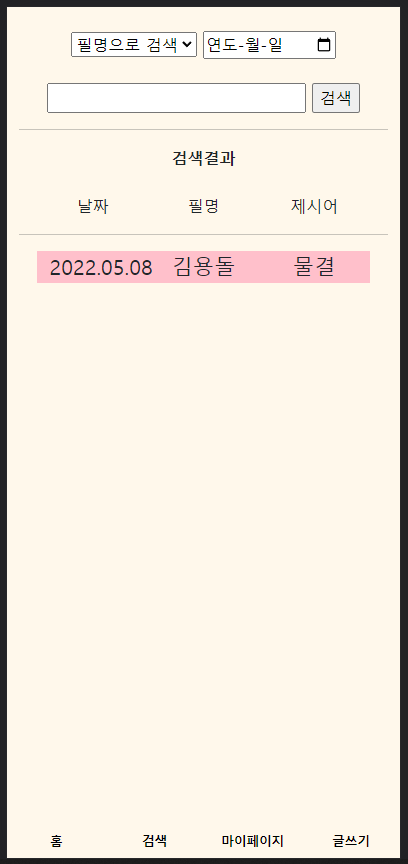 필명으로 검색 연도-월-일
검색
검색결과
날짜 필명 제시어
2022.05.08 김용돌 물결
홈 검색 마이페이지 글쓰기